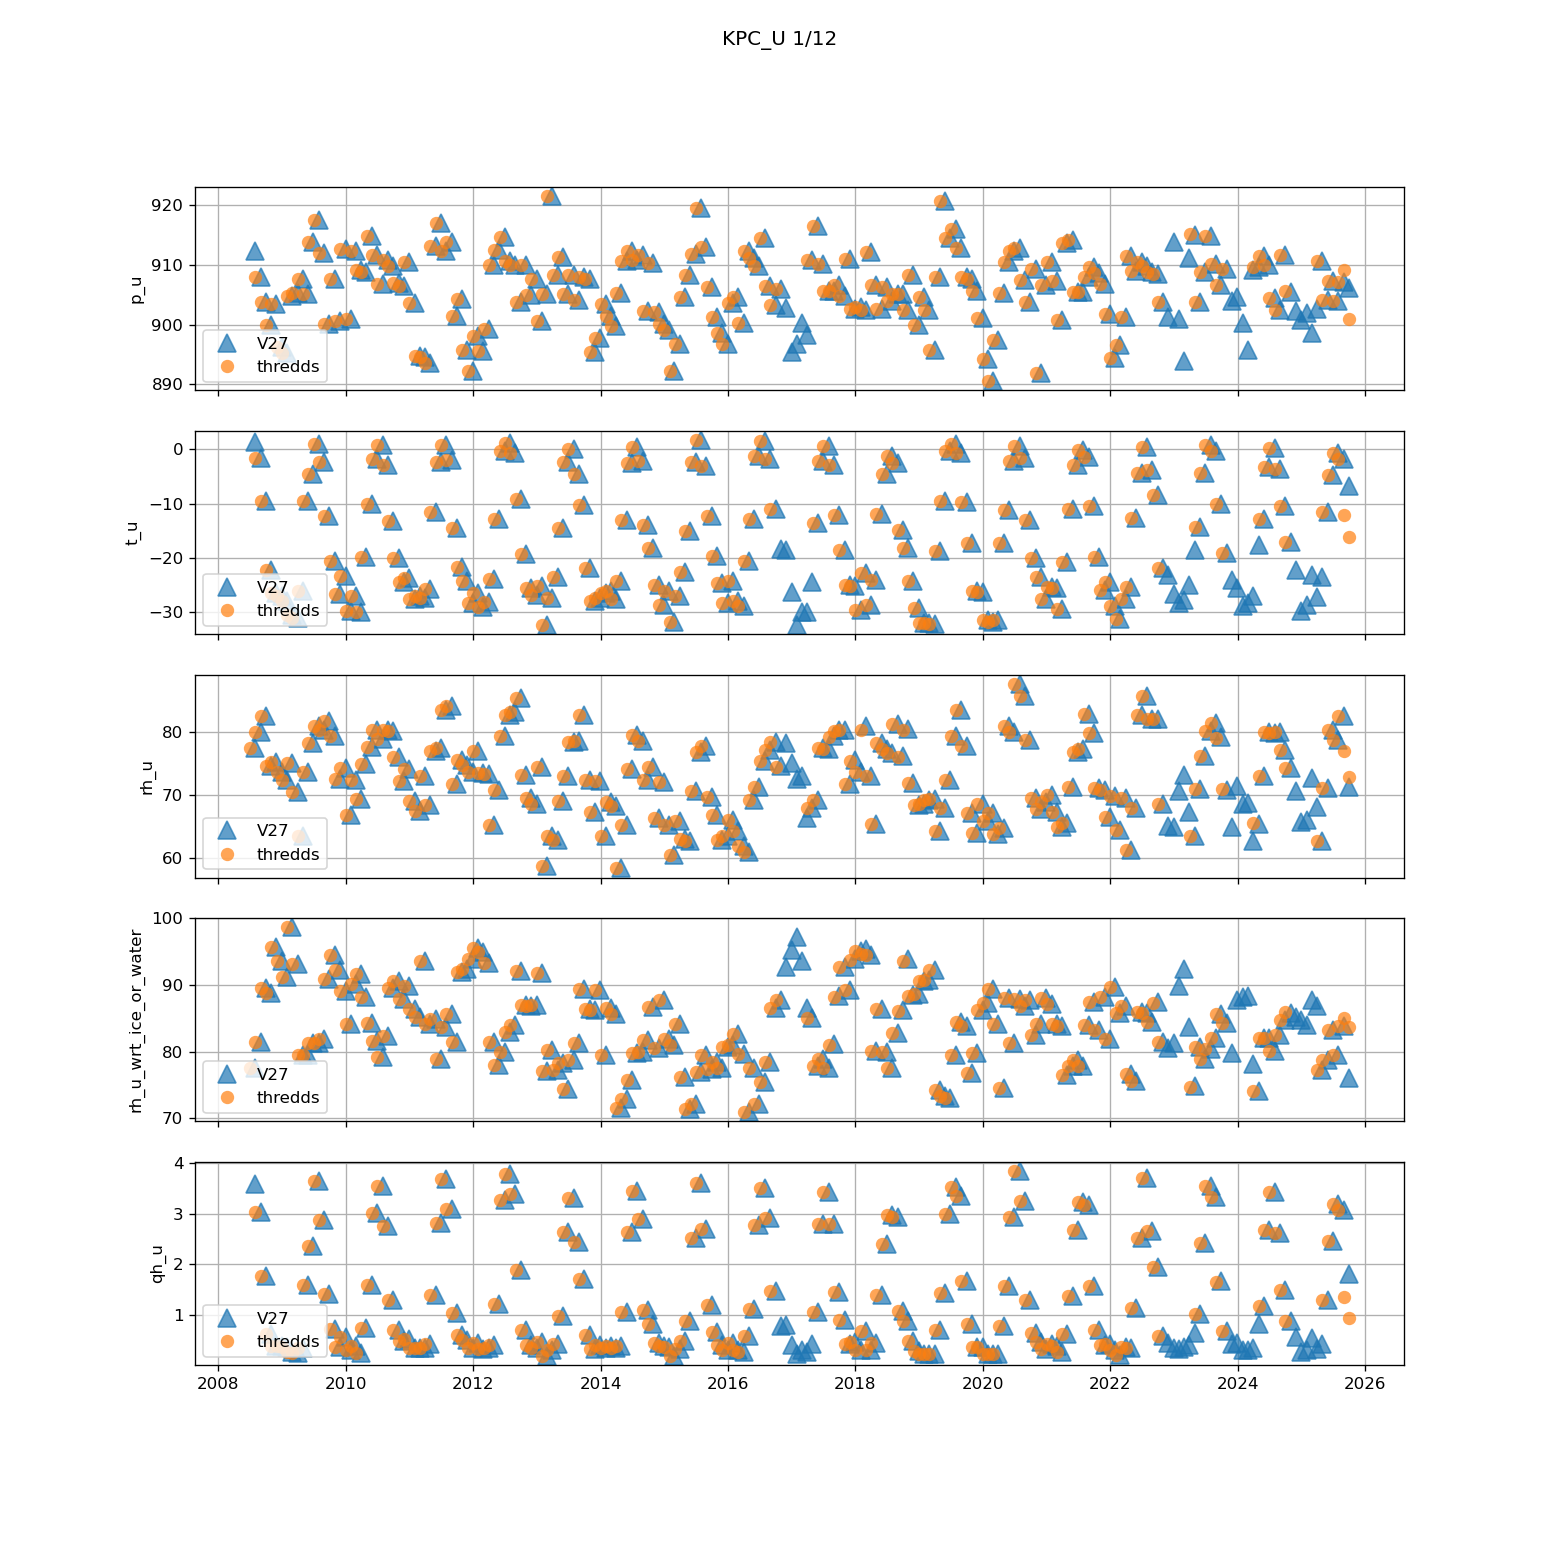 KPC_U 1/12
920
910
900
890
p_u
V27
thredds
0
−10
−20
−30
t_u
V27
thredds
80
70
60
rh_u
V27
thredds
100
90
80
70
rh_u_wrt_ice_or_water
V27
thredds
4
3
2
1
qh_u
V27
thredds
2008 2010 2012 2014 2016 2018 2020 2022 2024 2026